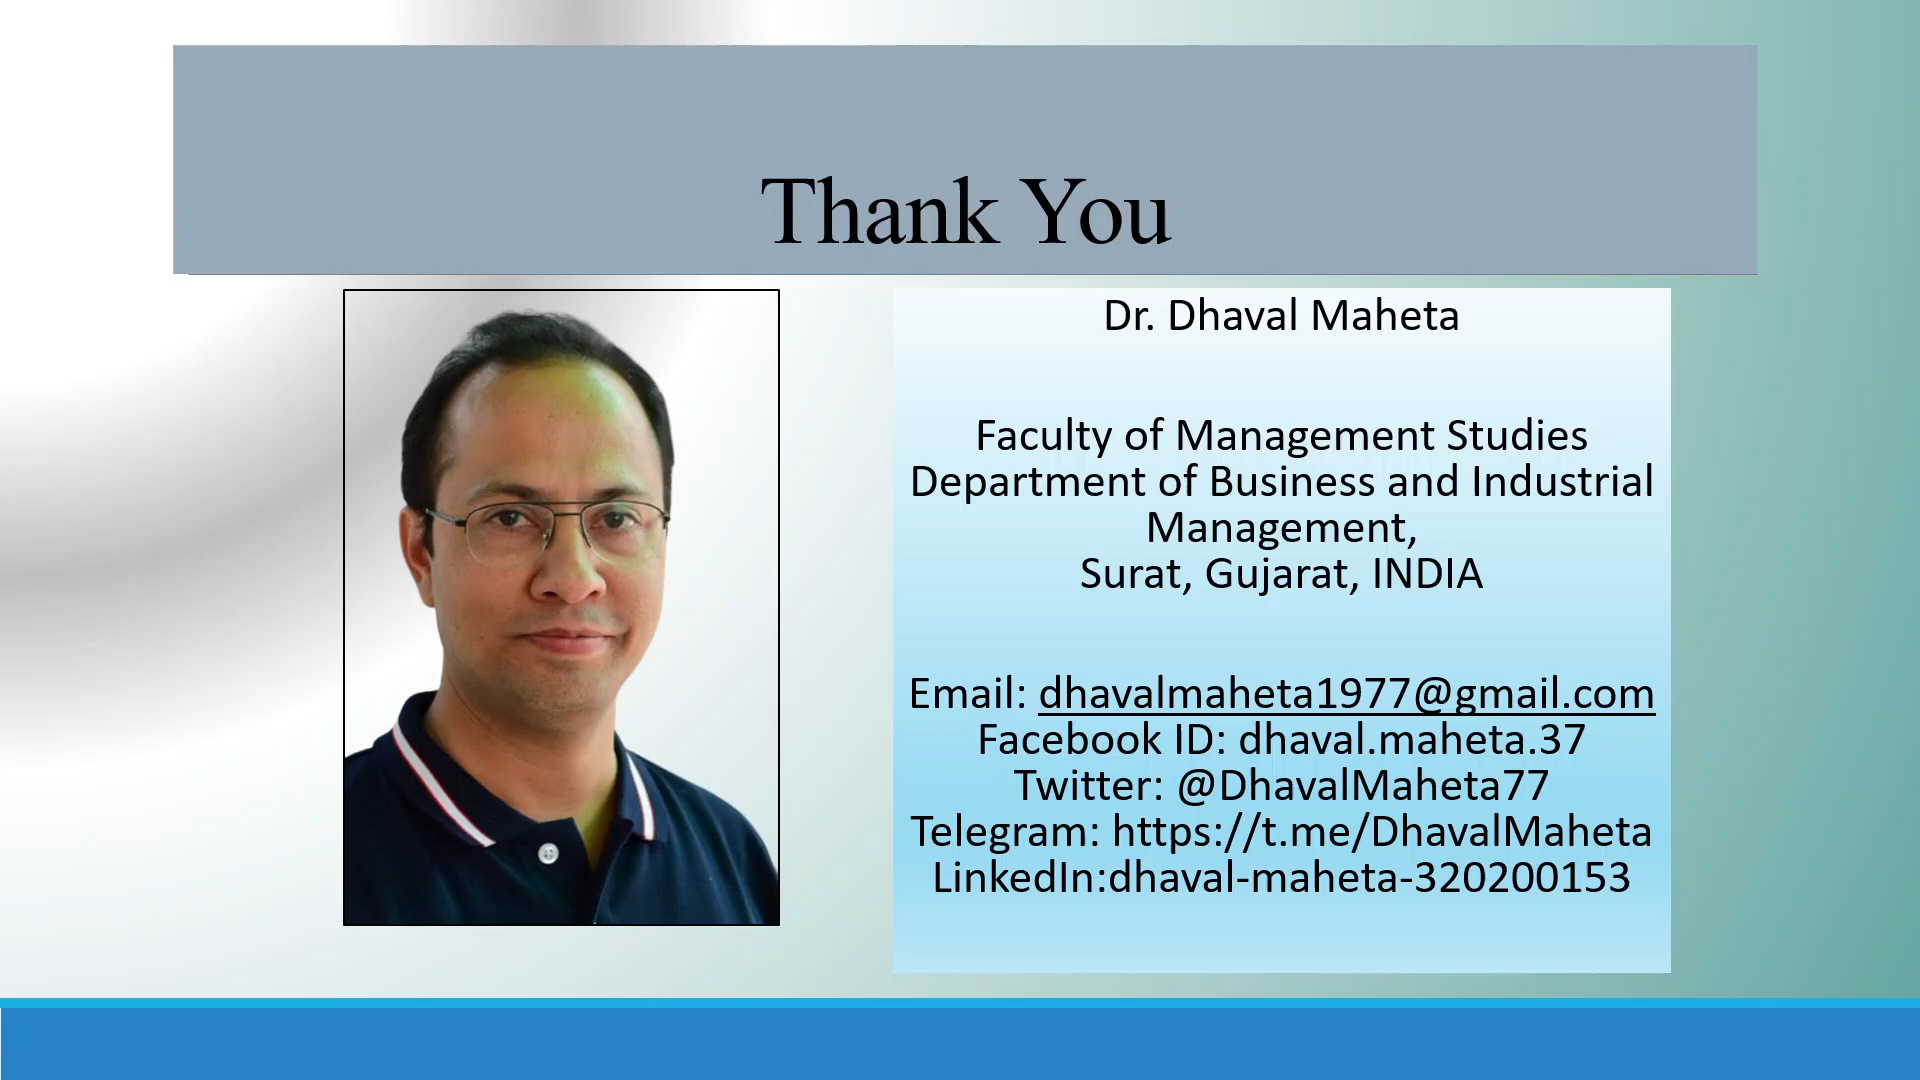 Thank You
Dr. Dhaval Maheta
Faculty of Management Studies
Department of Business and Industrial
Management,
Surat, Gujarat, INDIA
Email: dhavalmaheta1977@gmail.com
Facebook ID: dhaval.maheta.37
Twitter: @DhavalMaheta77
Telegram: https://t.me/DhavalMaheta
LinkedIn:dhaval-maheta-320200153